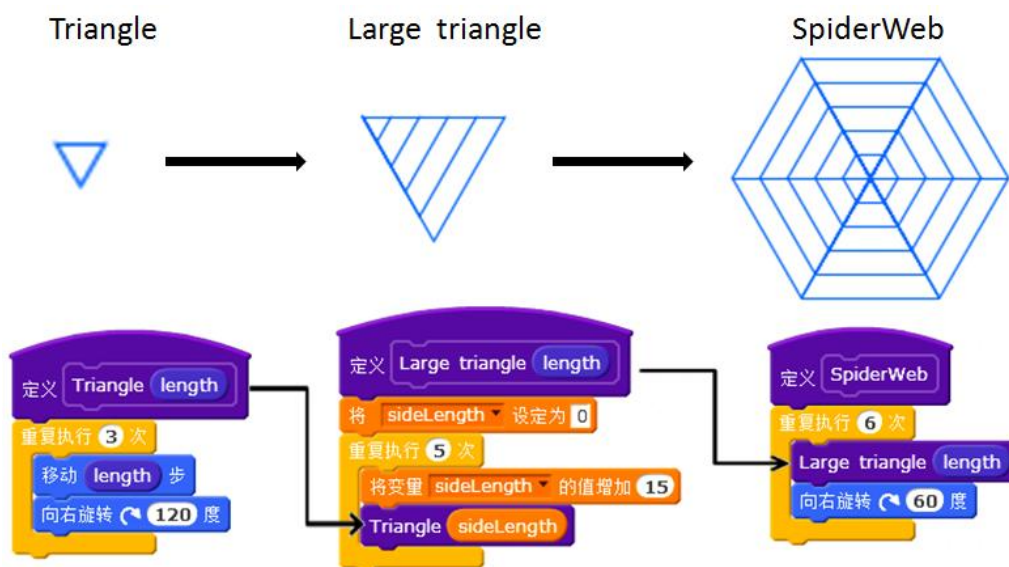 Triangle
Large triangle
SpiderWeb
定义 Triangle length
重复执行 3 次
移动 length 步
向右旋转 120 度
定义 Large triangle length
将 sideLength 设定为 0
重复执行 5 次
将变量 sideLength 的值增加 15
Triangle sideLength
定义 SpiderWeb
重复执行 6 次
Large triangle length
向右旋转 60 度